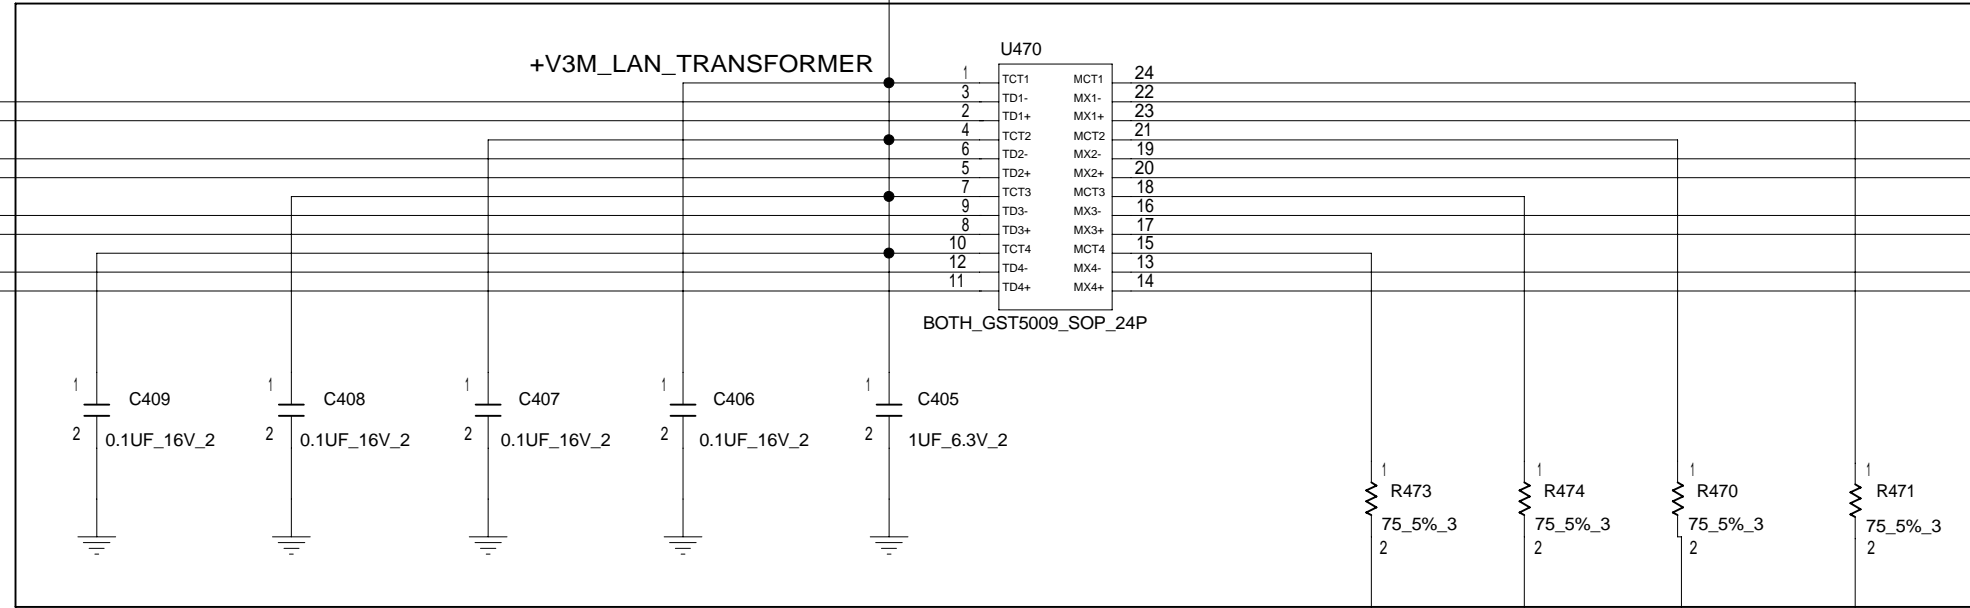 U470
+V3M_LAN_TRANSFORMER
1 TCT1 MCT1 24
3 TD1- MX1- 22
2 TD1+ MX1+ 23
4 TCT2 MCT2 21
6 TD2- MX2- 19
5 TD2+ MX2+ 20
7 TCT3 MCT3 18
9 TD3- MX3- 16
8 TD3+ MX3+ 17
10 TCT4 MCT4 15
12 TD4- MX4- 13
11 TD4+ MX4+ 14
BOTH_GST5009_SOP_24P
1 1 1 1 1
C409 C408 C407 C406 C405
2 0.1UF_16V_2 2 0.1UF_16V_2 2 0.1UF_16V_2 2 0.1UF_16V_2 2 1UF_6.3V_2
1 1 1 1
R473 R474 R470 R471
75_5%_3 75_5%_3 75_5%_3 75_5%_3
2 2 2 2